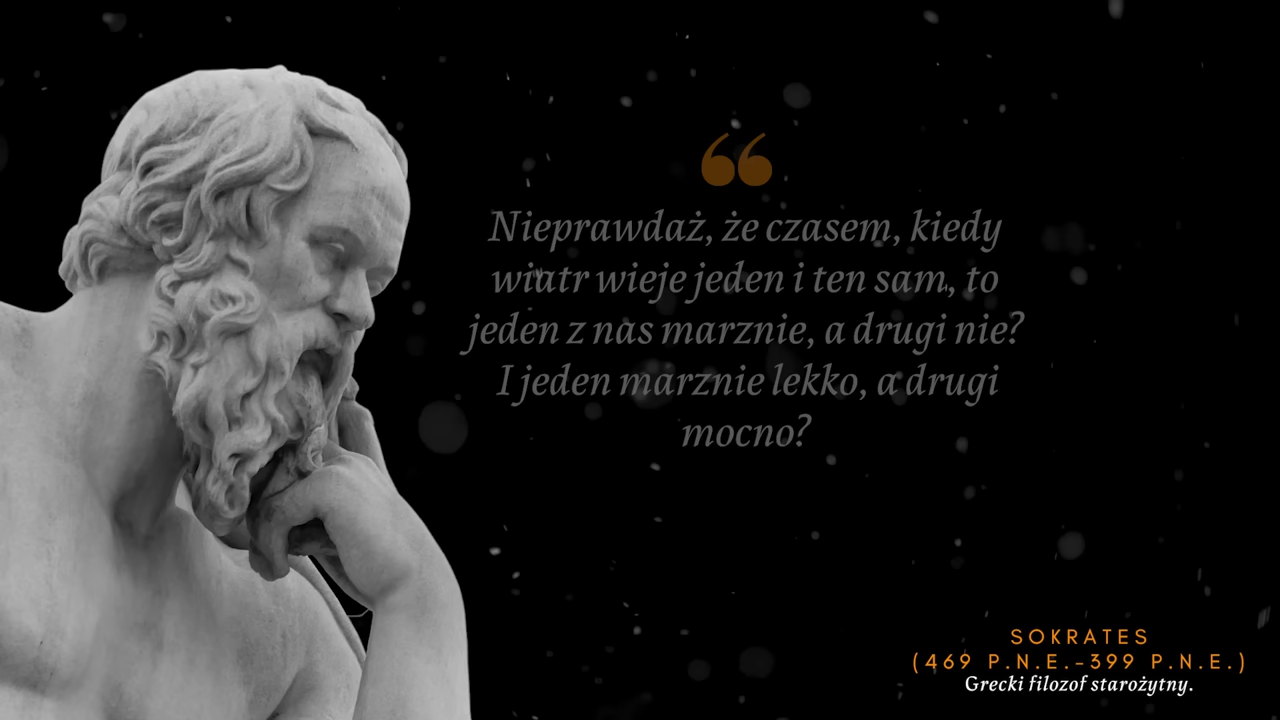 “
Nieprawdaż, że czasem, kiedy
wiatr wieje jeden i ten sam, to
jeden z nas marznie, a drugi nie?
I jeden marznie lekko, a drugi
mocno?
SOKRATES
(469 P.N.E.-399 P.N.E.)
Grecki filozof starożytny.